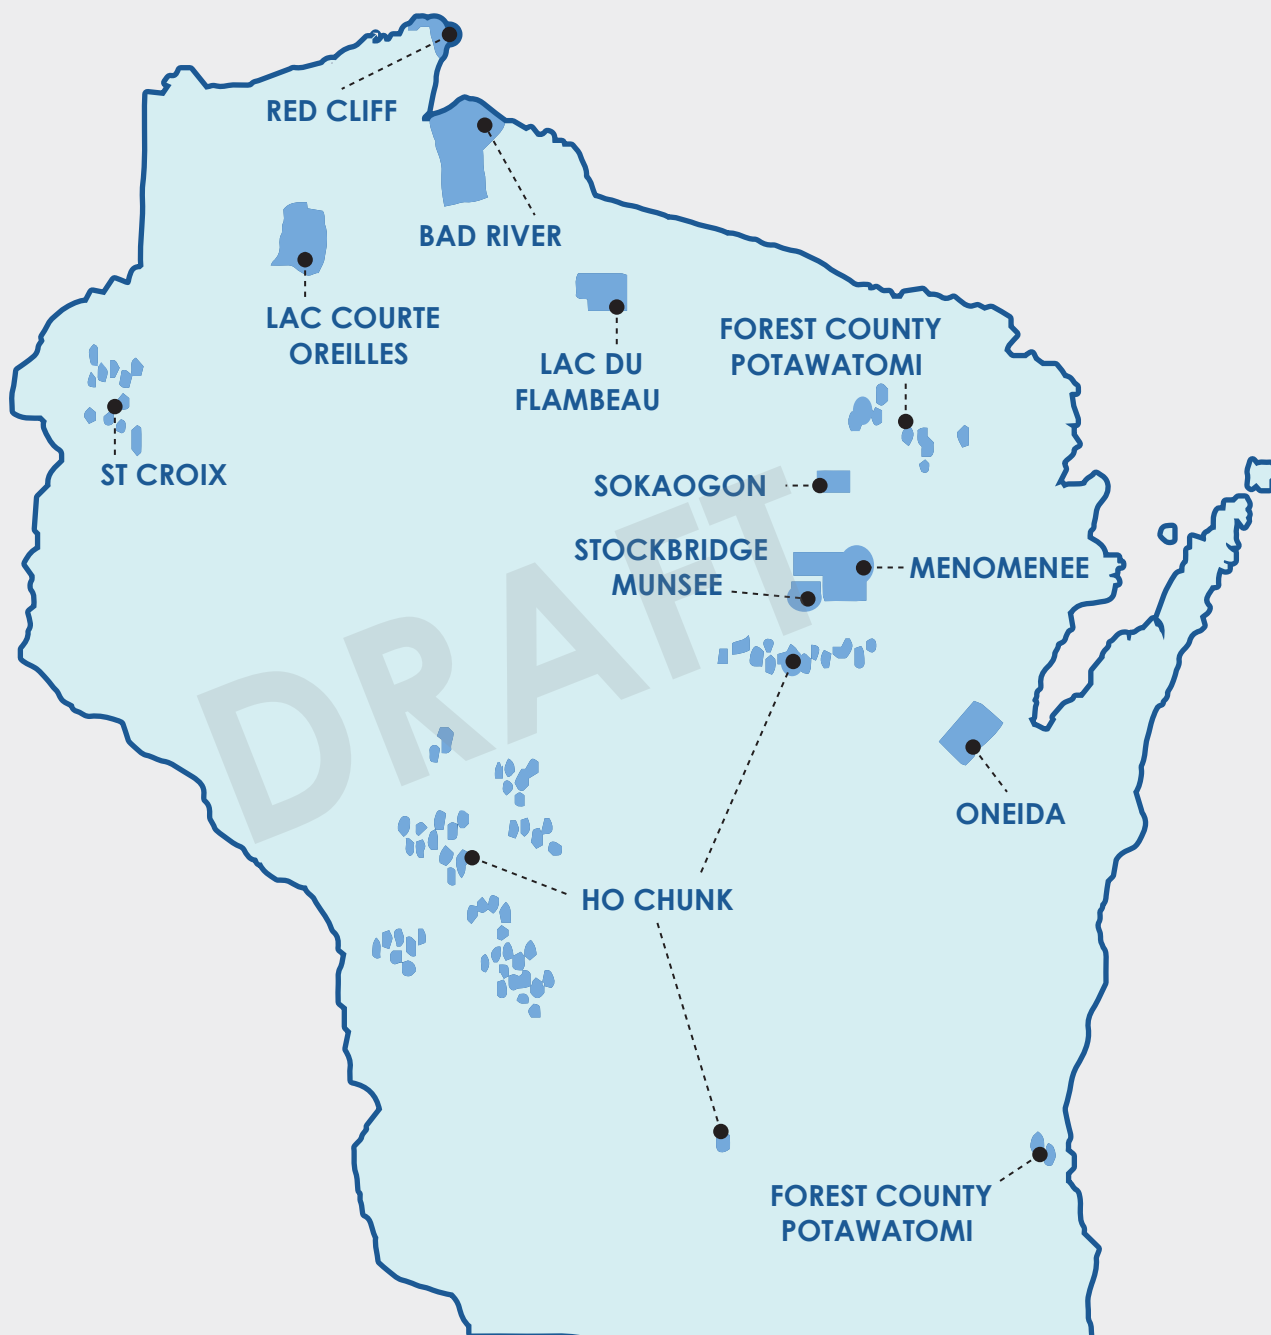 RED CLIFF
BAD RIVER
LAC COURTE
OREILLES
LAC DU
FLAMBEAU
FOREST COUNTY
POTAWATOMI
ST CROIX
SOKAOGON
STOCKBRIDGE
MUNSEE
MENOMENEE
DRAFT
ONEIDA
HO CHUNK
FOREST COUNTY
POTAWATOMI